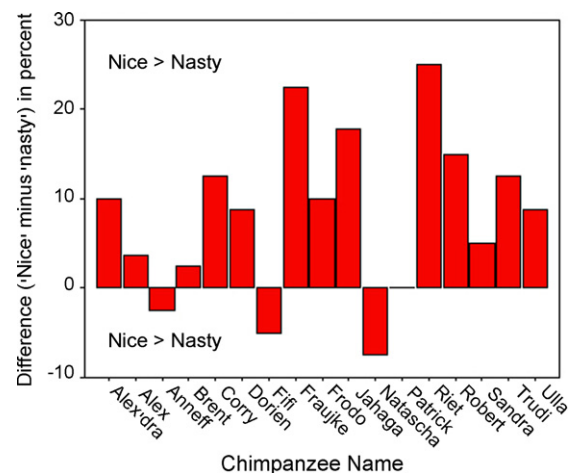 30
Nice > Nasty
20
10
0
Nice > Nasty
-10
Difference ('Nice' minus 'nasty') in percent
Alex'dra
Alex
Anneff
Brent
Corry
Dorien
Fifi
Fraujke
Frodo
Jahaga
Natascha
Patrick
Riet
Robert
Sandra
Trudi
Ulla
Chimpanzee Name